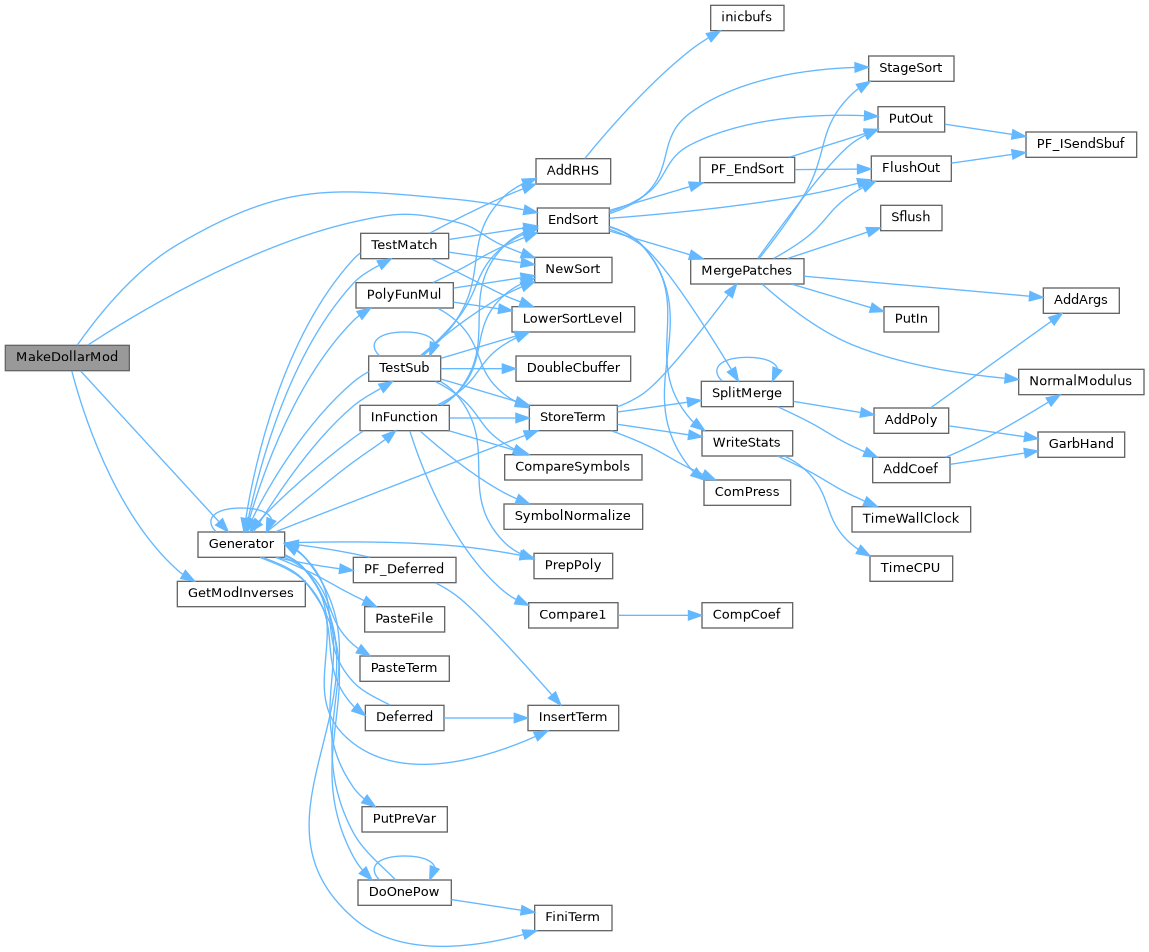 inicbufs
StageSort
PutOut
PF_ISendSbuf
PF_EndSort
FlushOut
AddRHS
EndSort
Sflush
TestMatch
NewSort
MergePatches
PolyFunMul
AddArgs
LowerSortLevel
PutIn
MakeDollarMod
TestSub
DoubleCbuffer
NormalModulus
SplitMerge
InFunction
StoreTerm
AddPoly
WriteStats
GarbHand
CompareSymbols
AddCoef
ComPress
SymbolNormalize
TimeWallClock
Generator
PF_Deferred
PrepPoly
TimeCPU
GetModInverses
PasteFile
Compare1
CompCoef
PasteTerm
Deferred
InsertTerm
PutPreVar
DoOnePow
FiniTerm